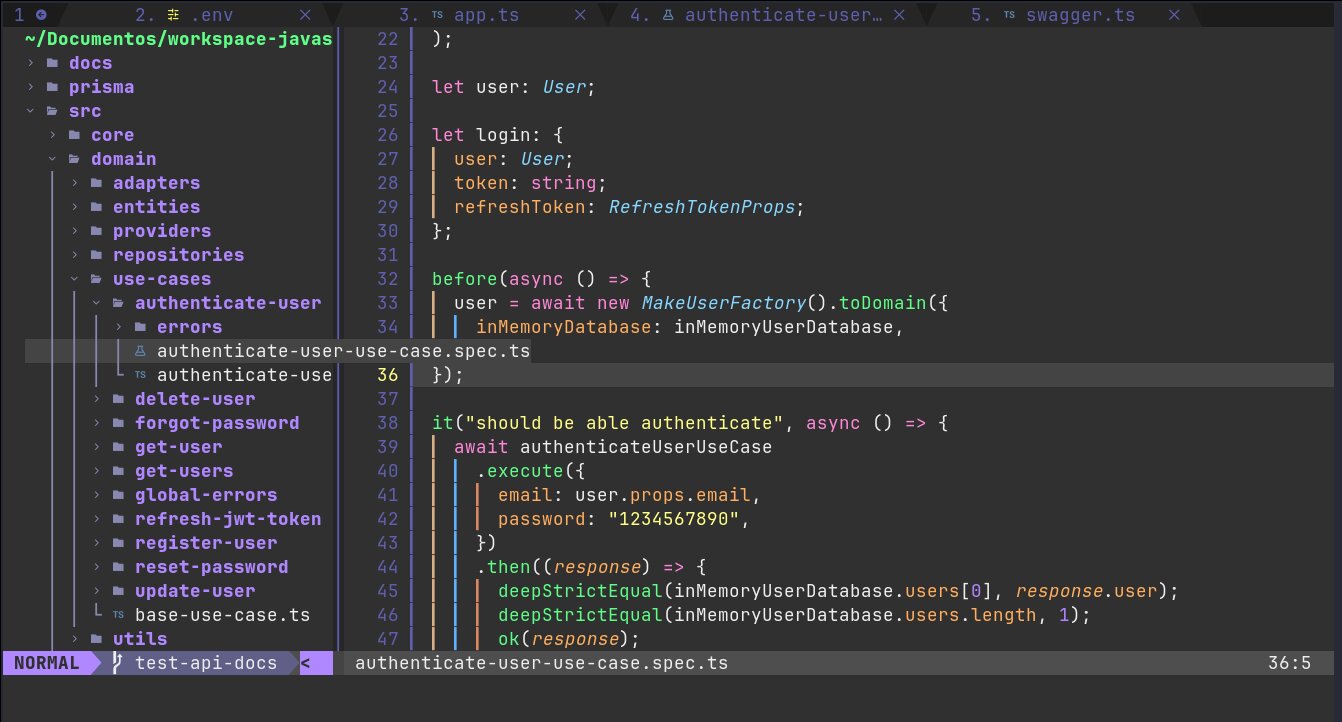 1 2. .env × 3. TS app.ts × 4. authenticate-user… × 5. TS swagger.ts ×
~/Documentos/workspace-javas
docs
prisma
src
core
domain
adapters
entities
providers
repositories
use-cases
authenticate-user
errors
authenticate-user-use-case.spec.ts
TS authenticate-use
delete-user
forgot-password
get-user
get-users
global-errors
refresh-jwt-token
register-user
reset-password
update-user
TS base-use-case.ts
utils
22 );
23
24 let user: User;
25
26 let login: {
27 user: User;
28 token: string;
29 refreshToken: RefreshTokenProps;
30 };
31
32 before(async () => {
33 user = await new MakeUserFactory().toDomain({
34 inMemoryDatabase: inMemoryUserDatabase,
36 });
37
38 it("should be able authenticate", async () => {
39 await authenticateUserUseCase
40 .execute({
41 email: user.props.email,
42 password: "1234567890",
43 })
44 .then((response) => {
45 deepStrictEqual(inMemoryUserDatabase.users[0], response.user);
46 deepStrictEqual(inMemoryUserDatabase.users.length, 1);
47 ok(response);
NORMAL test-api-docs < authenticate-user-use-case.spec.ts 36:5